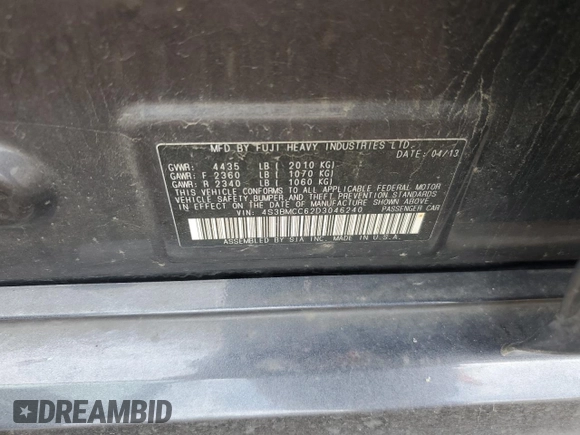 MFD. BY FUJI HEAVY INDUSTRIES LTD.
DATE: 04/13
GVWR: 4435 LB ( 2010 KG)
GAWR: F 2360 LB ( 1070 KG)
GAWR: R 2340 LB ( 1060 KG)
THIS VEHICLE CONFORMS TO ALL APPLICABLE FEDERAL MOTOR
VEHICLE SAFETY, BUMPER, AND THEFT PREVENTION STANDARDS
IN EFFECT ON THE DATE OF MANUFACTURE SHOWN ABOVE.
VIN: 4S3BMCC62D3046240 PASSENGER CAR
ASSEMBLED BY SIA INC. MADE IN U.S.A.
DREAMBID